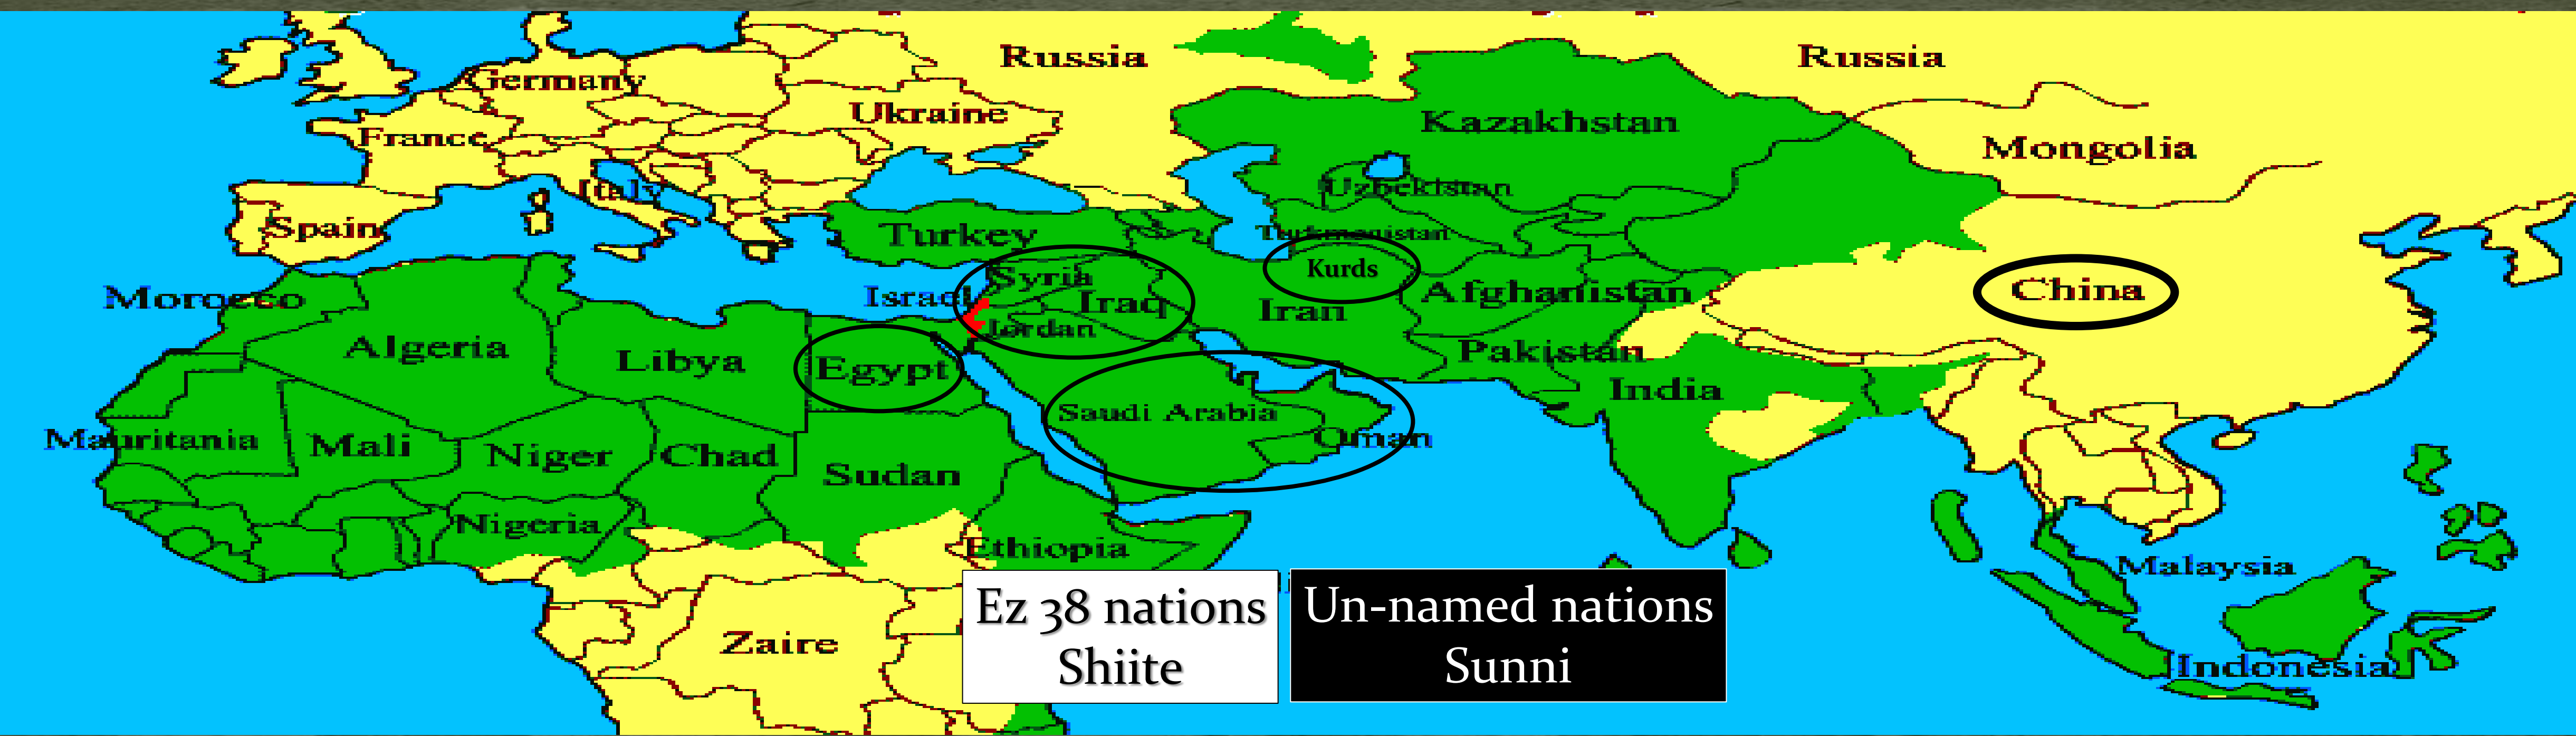 Russia
Russia
Germany
Ukraine
Kazakhstan
France
Mongolia
Italy
Uzbekistan
Spain
Turkey
Turkmenistan
Kurds
Syria
Morocco
Israel
Iraq
Iran
Afghanistan
China
Jordan
Algeria
Libya
Egypt
Pakistan
India
Saudi Arabia
Oman
Mauritania
Mali
Niger
Chad
Sudan
Nigeria
Ethiopia
Malaysia
Zaire
Indonesia
Ez 38 nations
Shiite
Un-named nations
Sunni